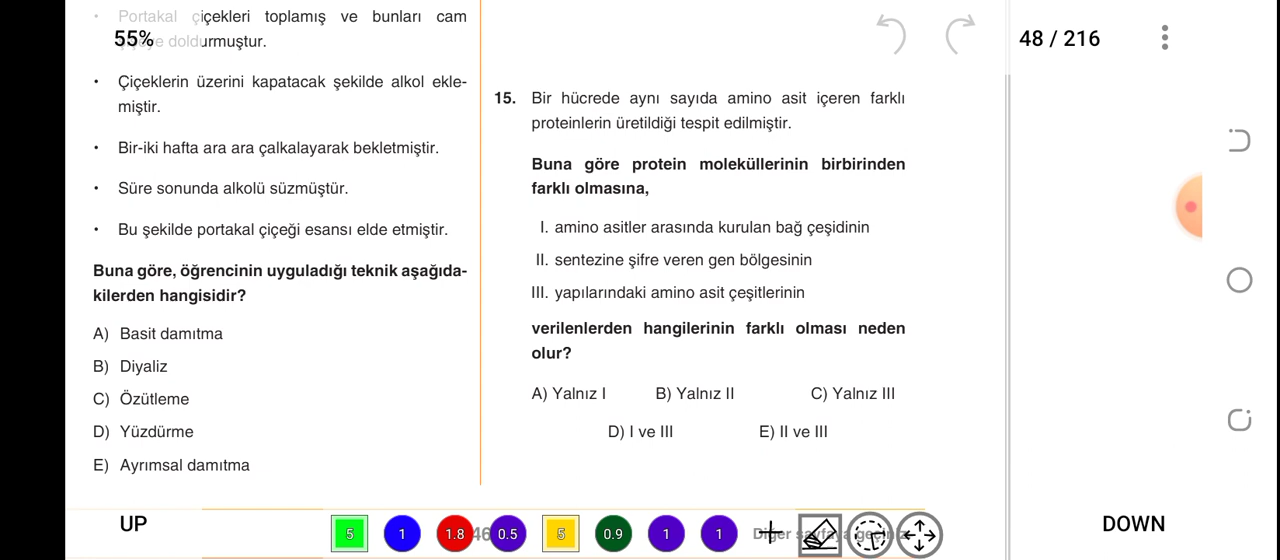 • Portakal çiçekleri toplamış ve bunları cam
55%
doldurmuştur.
• Çiçeklerin üzerini kapatacak şekilde alkol ekle-
miştir.
• Bir-iki hafta ara ara çalkalayarak bekletmiştir.
• Süre sonunda alkolü süzmüştür.
• Bu şekilde portakal çiçeği esansı elde etmiştir.
Buna göre, öğrencinin uyguladığı teknik aşağıda-
kilerden hangisidir?
A) Basit damıtma
B) Diyaliz
C) Özütleme
D) Yüzdürme
E) Ayrımsal damıtma
15. Bir hücrede aynı sayıda amino asit içeren farklı
proteinlerin üretildiği tespit edilmiştir.
Buna göre protein moleküllerinin birbirinden
farklı olmasına,
I. amino asitler arasında kurulan bağ çeşidinin
II. sentezine şifre veren gen bölgesinin
III. yapılarındaki amino asit çeşitlerinin
verilenlerden hangilerinin farklı olması neden
olur?
A) Yalnız I B) Yalnız II C) Yalnız III
D) I ve III E) II ve III
48 / 216
UP
5 1 1.8 46 0.5 5 0.9 1 1 Diğer sayfaya geçiniz.
DOWN